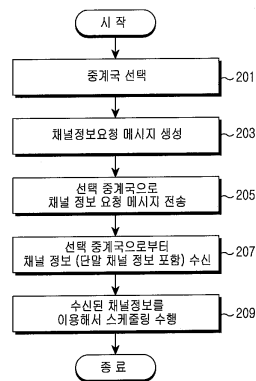 시 작
중계국 선택
201
채널정보요청 메시지 생성
203
선택 중계국으로
채널 정보 요청 메시지 전송
205
선택 중계국으로부터
채널 정보 (단말 채널 정보 포함) 수신
207
수신된 채널정보를
이용해서 스케줄링 수행
209
종 료